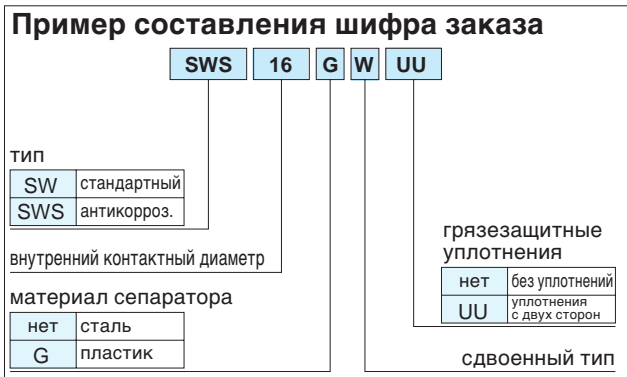 Пример составления шифра заказа
SWS 16 G W UU
тип
SW стандартный
SWS антикорроз.
внутренний контактный диаметр
материал сепаратора
нет сталь
G пластик
грязезащитные
уплотнения
нет без уплотнений
UU уплотнения
с двух сторон
сдвоенный тип